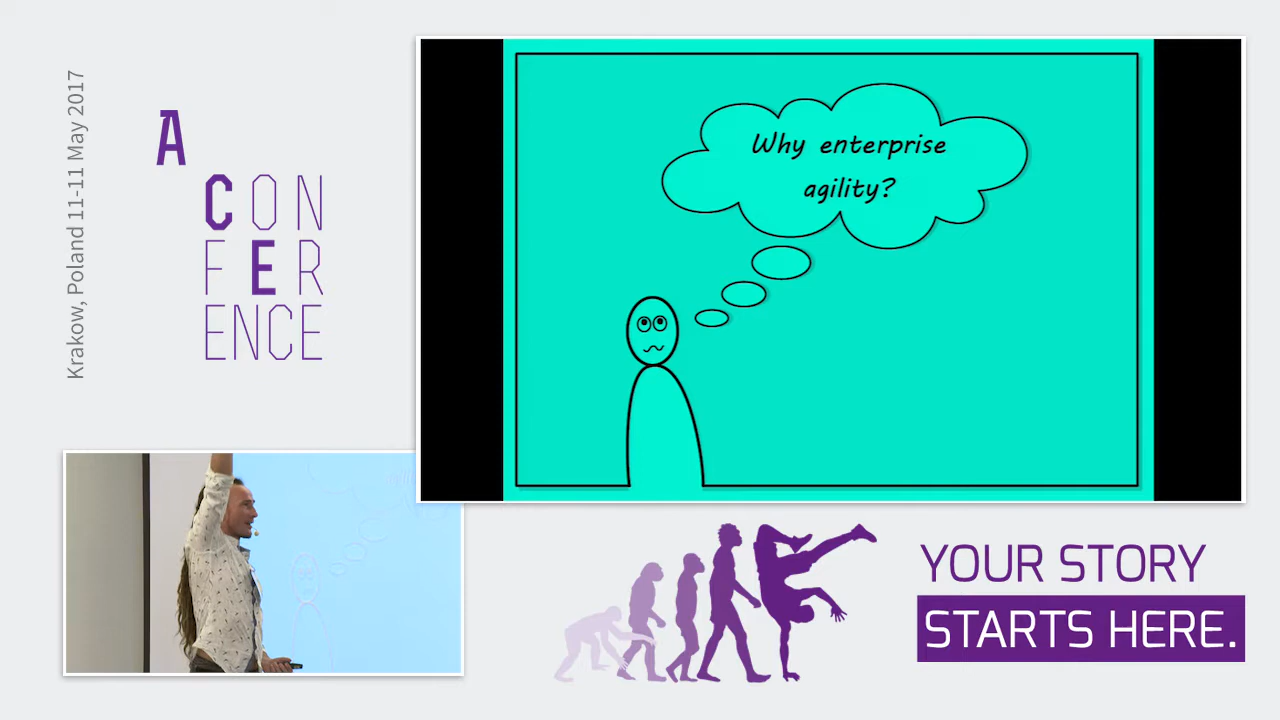 Krakow, Poland 11-11 May 2017
A
CON
FER
ENCE
Why enterprise
agility?
YOUR STORY
STARTS HERE.